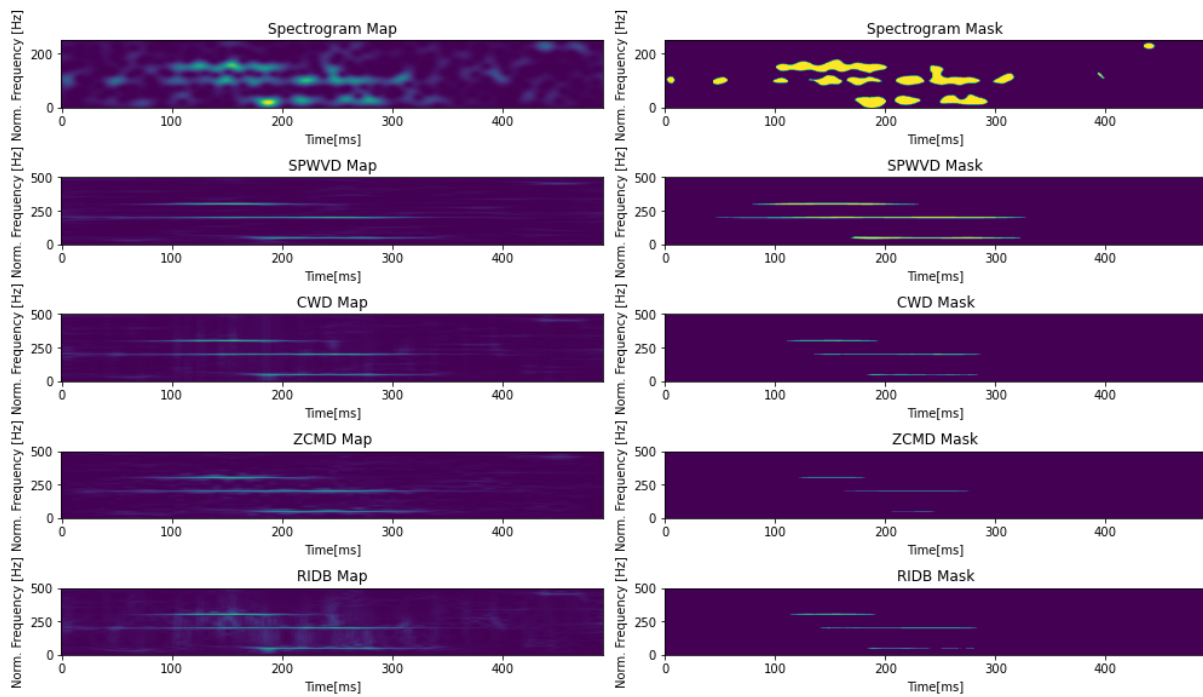 Spectrogram Map
Norm. Frequency [Hz]
200
0
0 100 200 300 400
Time[ms]
Spectrogram Mask
Norm. Frequency [Hz]
200
0
0 100 200 300 400
Time[ms]
SPWVD Map
Norm. Frequency [Hz]
500
250
0
0 100 200 300 400
Time[ms]
SPWVD Mask
Norm. Frequency [Hz]
500
250
0
0 100 200 300 400
Time[ms]
CWD Map
Norm. Frequency [Hz]
500
250
0
0 100 200 300 400
Time[ms]
CWD Mask
Norm. Frequency [Hz]
500
250
0
0 100 200 300 400
Time[ms]
ZCMD Map
Norm. Frequency [Hz]
500
250
0
0 100 200 300 400
Time[ms]
ZCMD Mask
Norm. Frequency [Hz]
500
250
0
0 100 200 300 400
Time[ms]
RIDB Map
Norm. Frequency [Hz]
500
250
0
0 100 200 300 400
Time[ms]
RIDB Mask
Norm. Frequency [Hz]
500
250
0
0 100 200 300 400
Time[ms]